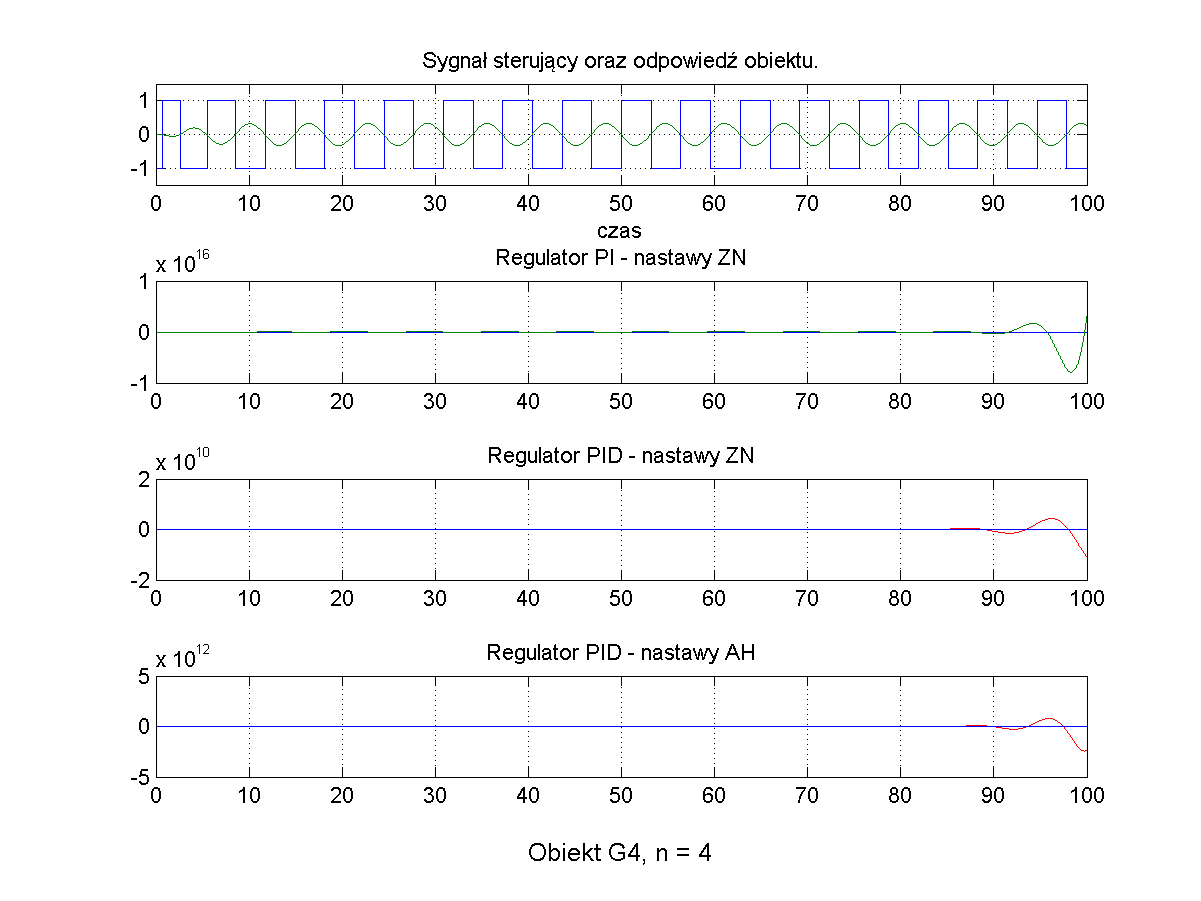 Sygnał sterujący oraz odpowiedź obiektu.
1
0
-1
0 10 20 30 40 50 60 70 80 90 100
czas
Regulator PI - nastawy ZN
x 10^16
1
0
-1
0 10 20 30 40 50 60 70 80 90 100
Regulator PID - nastawy ZN
x 10^10
2
0
-2
0 10 20 30 40 50 60 70 80 90 100
Regulator PID - nastawy AH
x 10^12
5
0
-5
0 10 20 30 40 50 60 70 80 90 100
Obiekt G4, n = 4